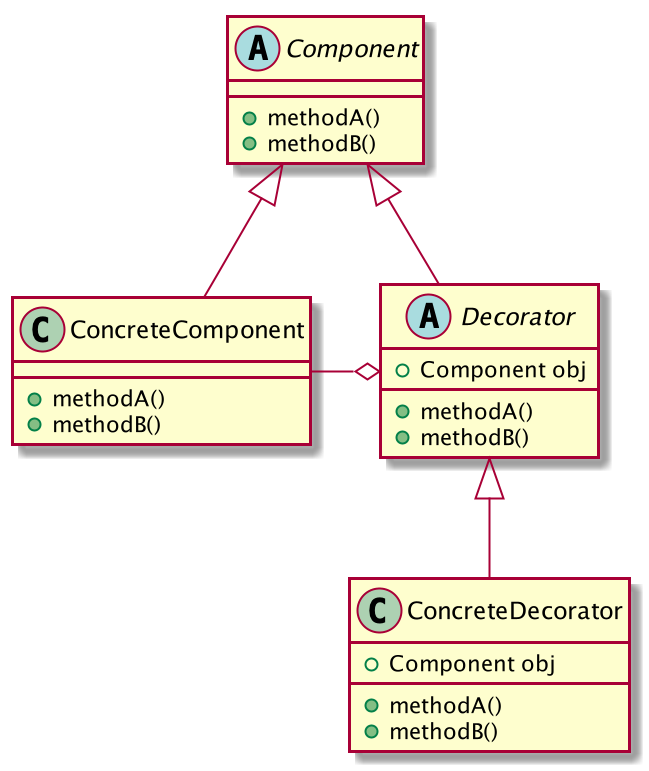 A Component
methodA()
methodB()
C ConcreteComponent
methodA()
methodB()
A Decorator
Component obj
methodA()
methodB()
C ConcreteDecorator
Component obj
methodA()
methodB()